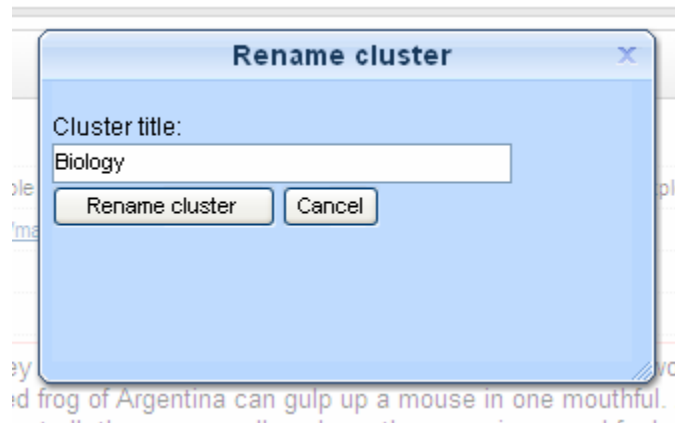 Rename cluster x
Cluster title:
Biology
Rename cluster Cancel
/ma
ed frog of Argentina can gulp up a mouse in one mouthful.